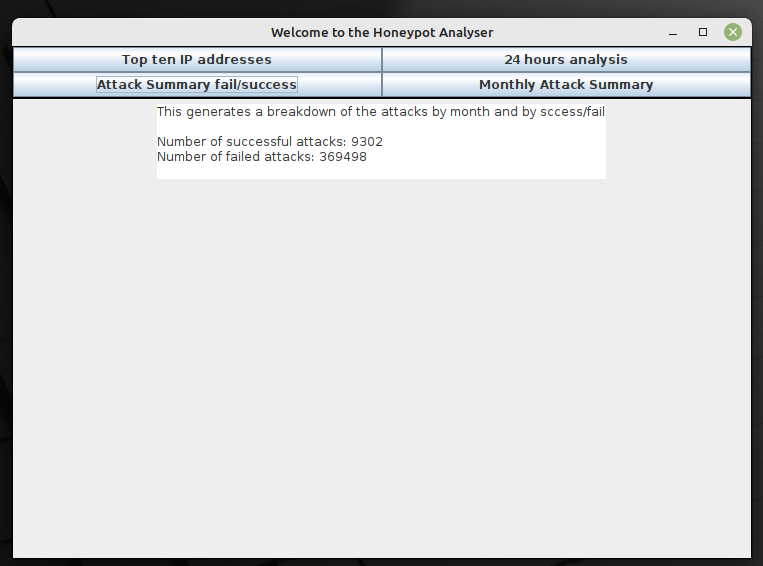 Welcome to the Honeypot Analyser
Top ten IP addresses
24 hours analysis
Attack Summary fail/success
Monthly Attack Summary
This generates a breakdown of the attacks by month and by sccess/fail
Number of successful attacks: 9302
Number of failed attacks: 369498